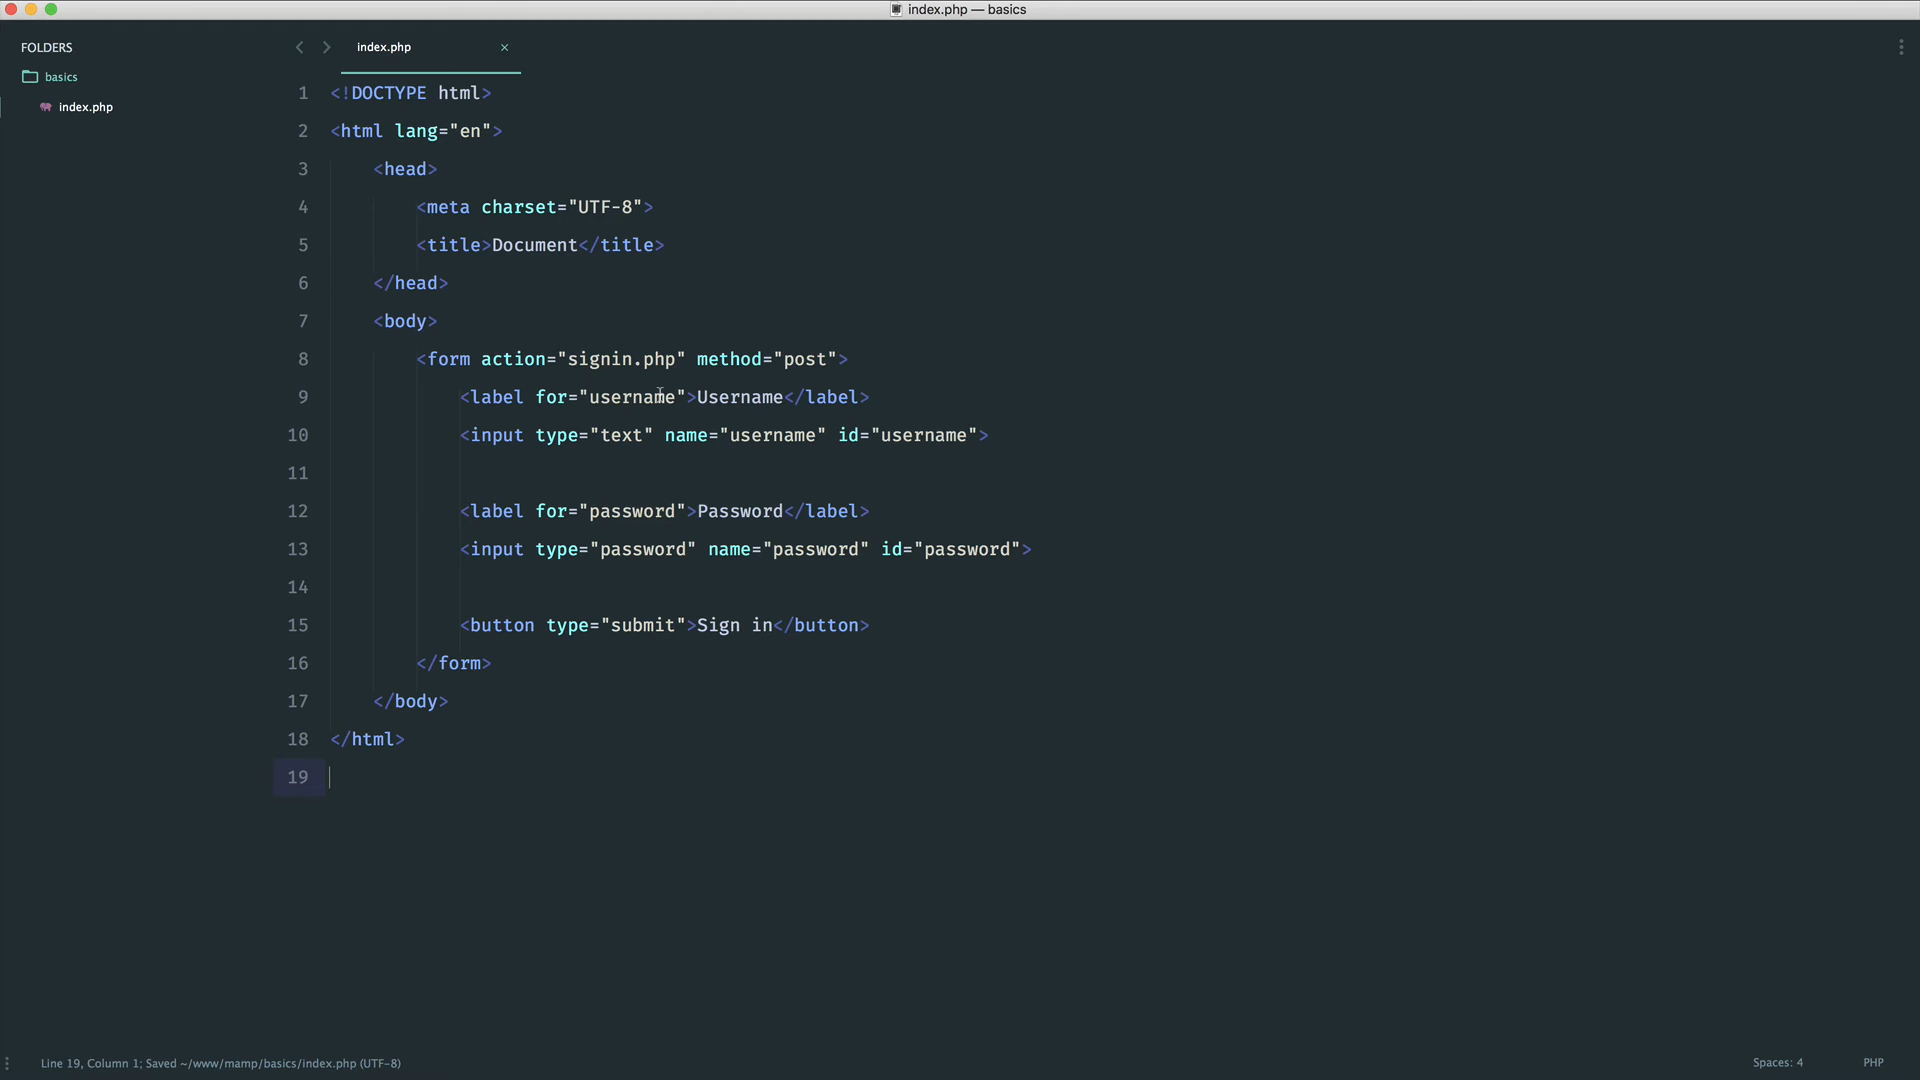 index.php — basics
FOLDERS
basics
index.php
index.php
1 <!DOCTYPE html>
2 <html lang="en">
3 <head>
4 <meta charset="UTF-8">
5 <title>Document</title>
6 </head>
7 <body>
8 <form action="signin.php" method="post">
9 <label for="username">Username</label>
10 <input type="text" name="username" id="username">
11
12 <label for="password">Password</label>
13 <input type="password" name="password" id="password">
14
15 <button type="submit">Sign in</button>
16 </form>
17 </body>
18 </html>
19
Line 19, Column 1; Saved ~/www/mamp/basics/index.php (UTF-8)
Spaces: 4
PHP